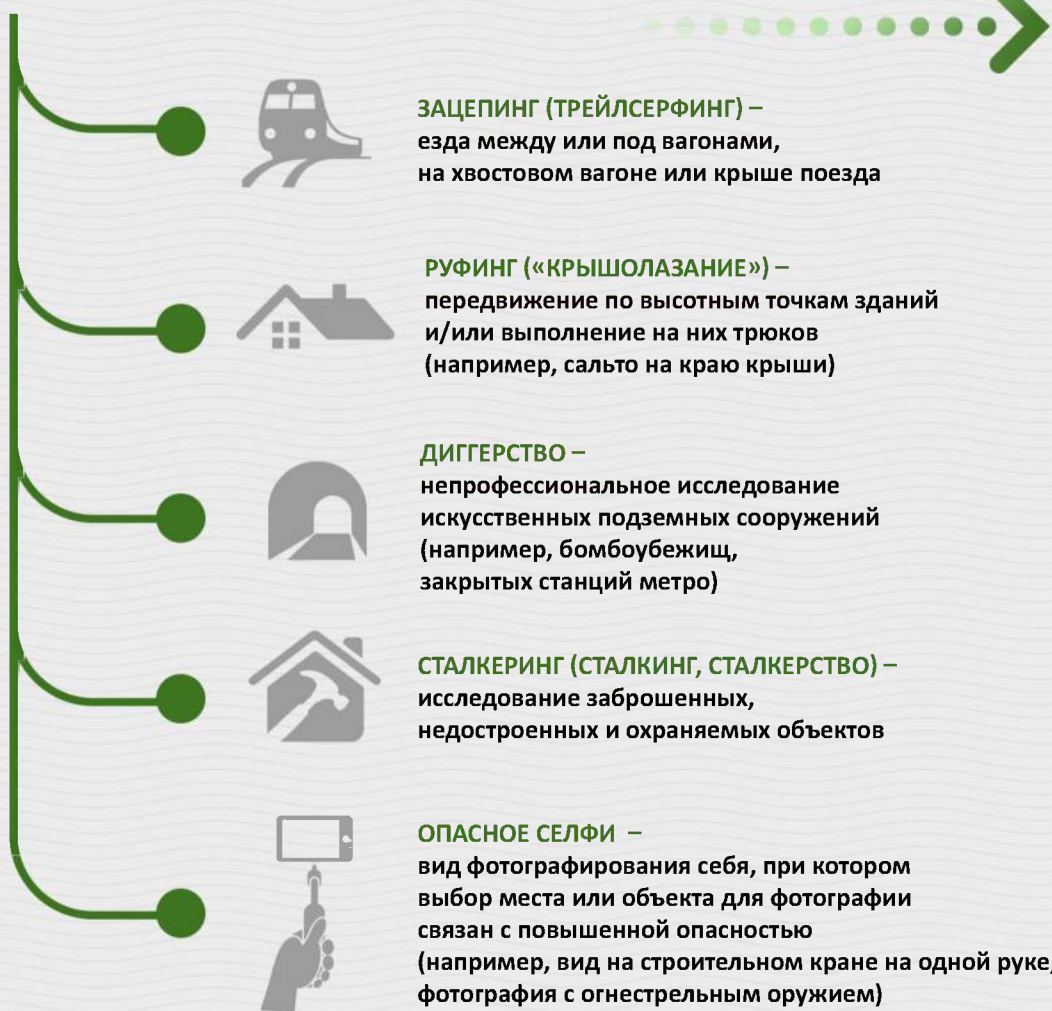 ЗАЦЕПИНГ (ТРЕЙЛСЕРФИНГ) –
езда между или под вагонами,
на хвостовом вагоне или крыше поезда
РУФИНГ («КРЫШОЛАЗАНИЕ») –
передвижение по высотным точкам зданий
и/или выполнение на них трюков
(например, сальто на краю крыши)
ДИГГЕРСТВО –
непрофессиональное исследование
искусственных подземных сооружений
(например, бомбоубежищ,
закрытых станций метро)
СТАЛКЕРИНГ (СТАЛКИНГ, СТАЛКЕРСТВО) –
исследование заброшенных,
недостроенных и охраняемых объектов
ОПАСНОЕ СЕЛФИ –
вид фотографирования себя, при котором
выбор места или объекта для фотографии
связан с повышенной опасностью
(например, вид на строительном кране на одной руке,
фотография с огнестрельным оружием)